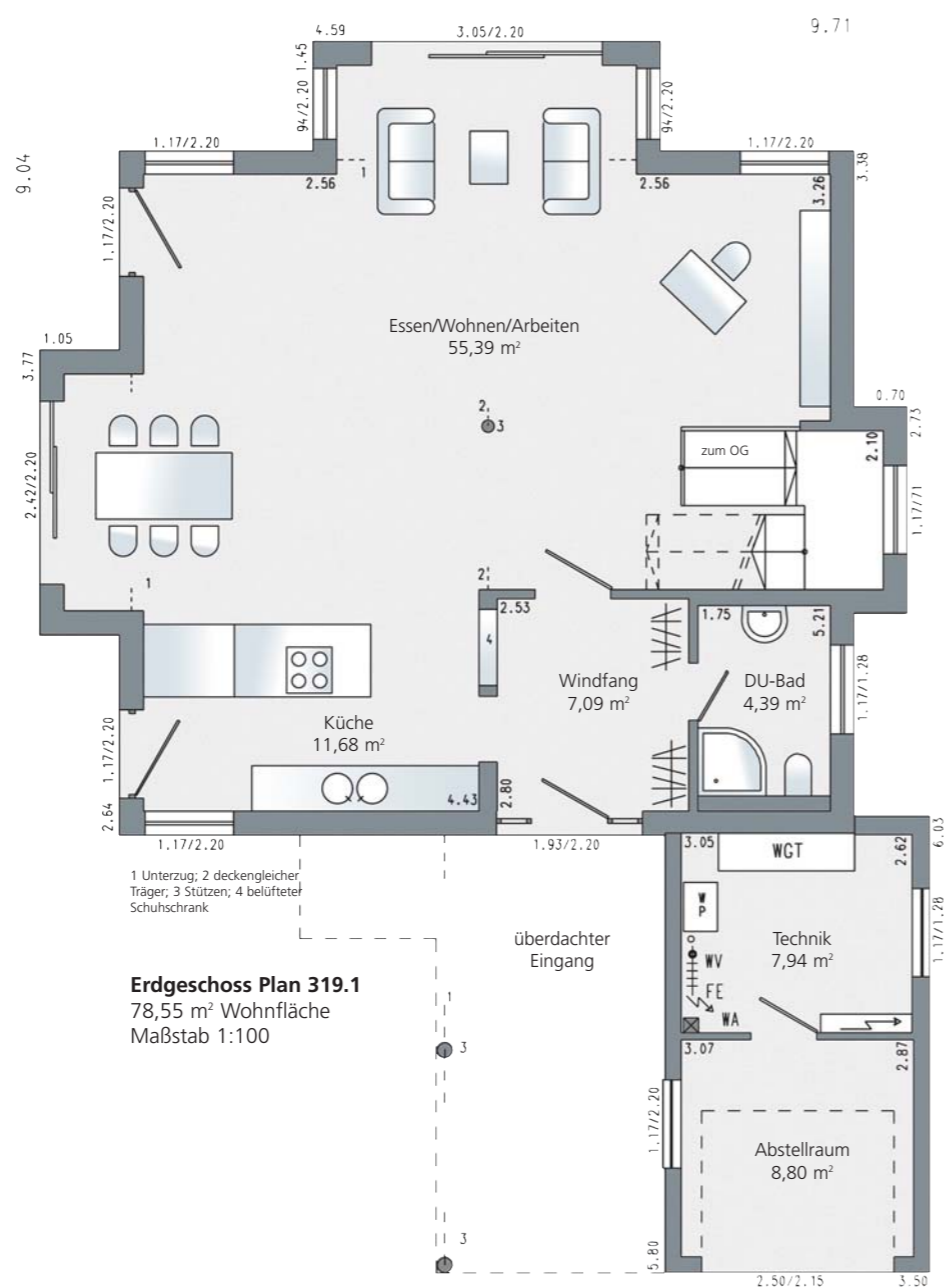 9.71
4.59
3.05/2.20
1.45
94/2.20
94/2.20
1.17/2.20
1.17/2.20
9.04
2.56
1
2.56
3.26
3.38
1.17/2.20
Essen/Wohnen/Arbeiten
55,39 m²
1.05
3.77
0.70
2.73
2
3
zum OG
2.10
2.42/2.20
1.17/71
1
2
2.53
1.75
5.21
4
Windfang
7,09 m²
DU-Bad
4,39 m²
1.17/1.28
Küche
11,68 m²
1.17/2.20
2.64
4.43
2.80
1.17/2.20
1.93/2.20
3.05
WGT
2.62
6.03
1 Unterzug; 2 deckengleicher
Träger; 3 Stützen; 4 belüfteter
Schuhschrank
WP
1.17/1.28
überdachter
Eingang
Technik
7,94 m²
WV
FE
WA
Erdgeschoss Plan 319.1
78,55 m² Wohnfläche
Maßstab 1:100
1
3
3.07
2.87
1.17/2.20
Abstellraum
8,80 m²
3
5.80
2.50/2.15
3.50